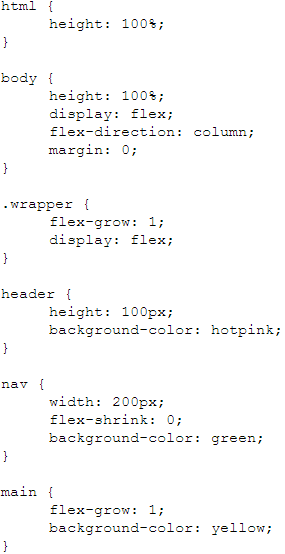 html {
height: 100%;
}
body {
height: 100%;
display: flex;
flex-direction: column;
margin: 0;
}
.wrapper {
flex-grow: 1;
display: flex;
}
header {
height: 100px;
background-color: hotpink;
}
nav {
width: 200px;
flex-shrink: 0;
background-color: green;
}
main {
flex-grow: 1;
background-color: yellow;
}